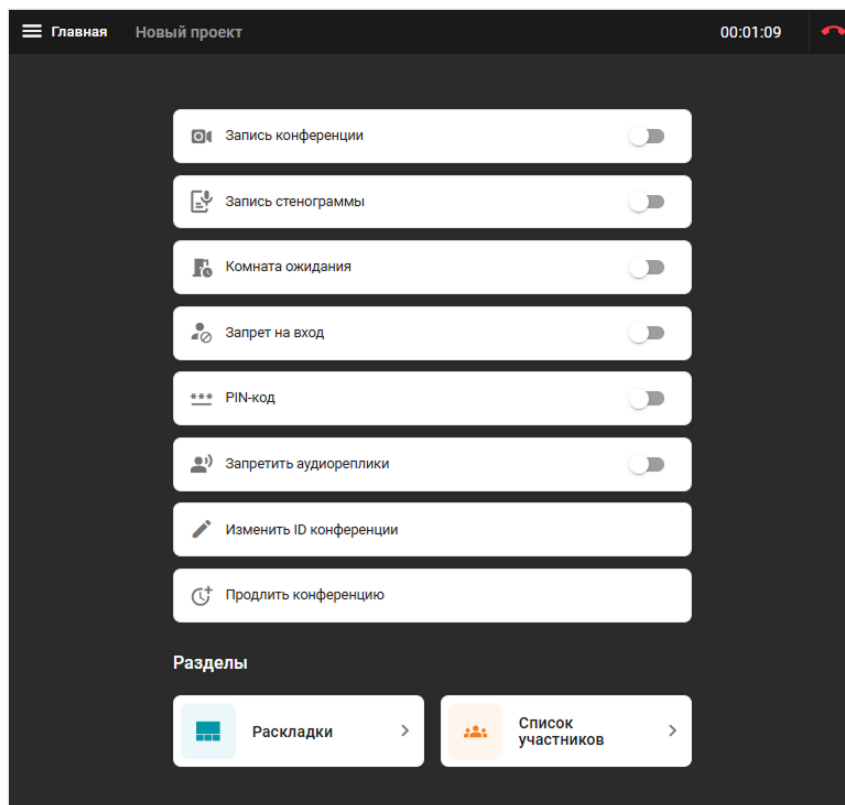 Главная Новый проект 00:01:09
Запись конференции
Запись стенограммы
Комната ожидания
Запрет на вход
PIN-код
Запретить аудиореплики
Изменить ID конференции
Продлить конференцию
Разделы
Раскладки
Список
участников